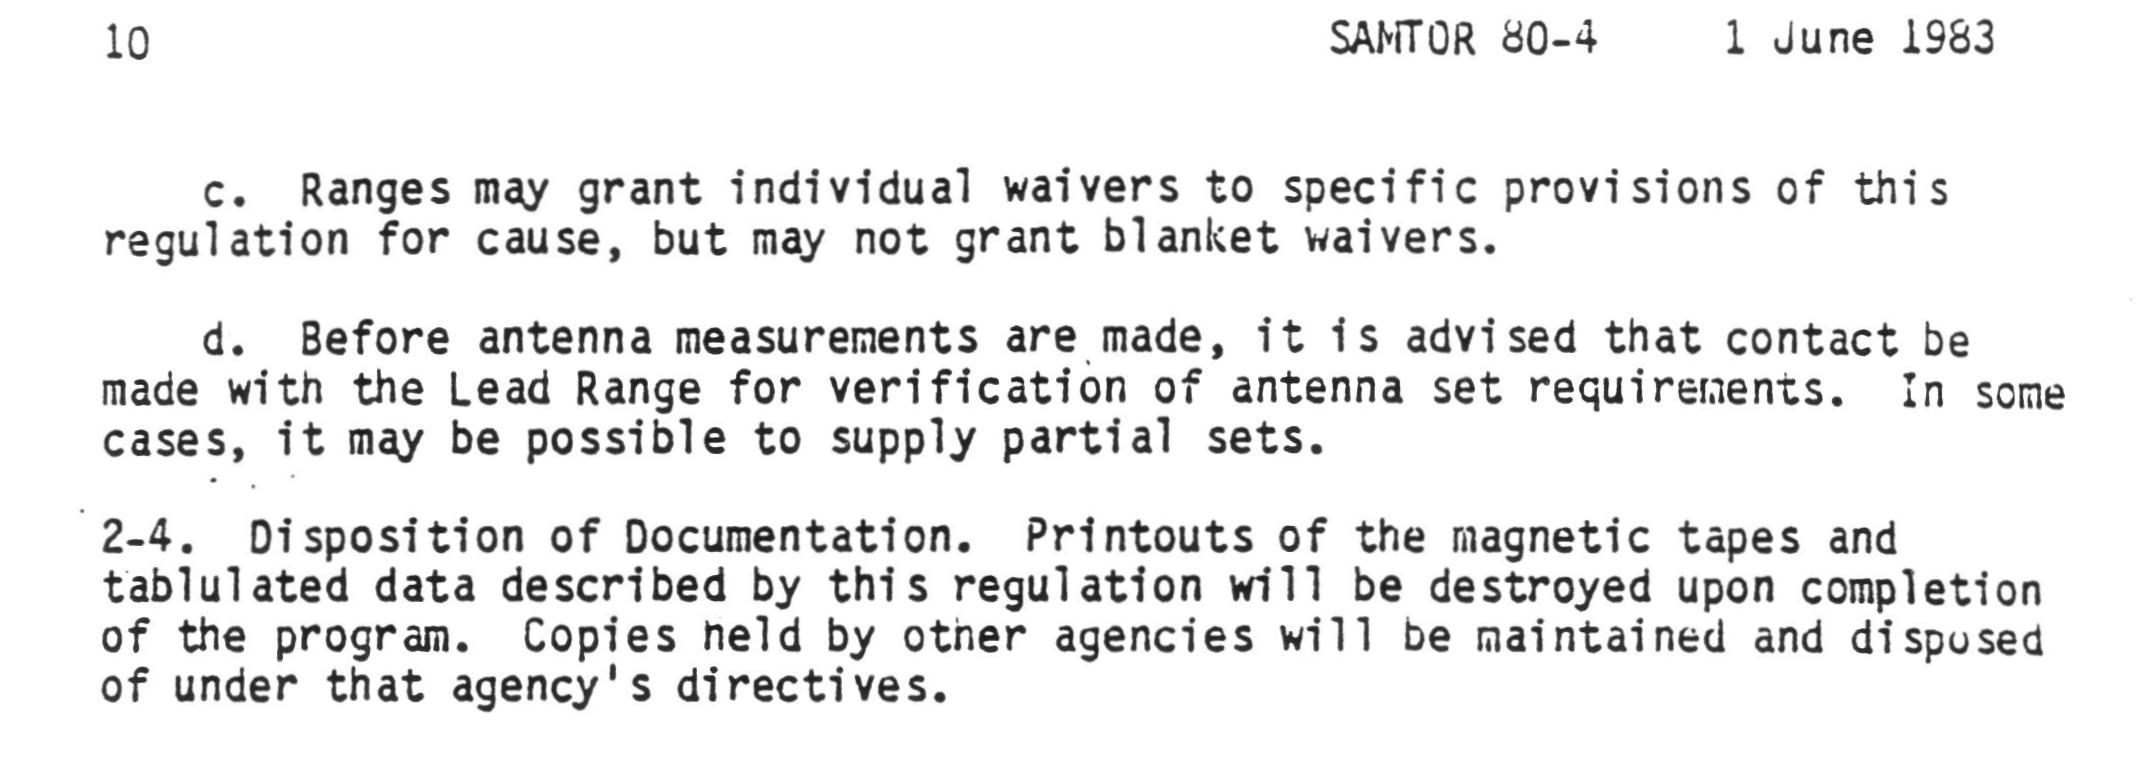 10 SAMTOR 80-4 1 June 1983
c. Ranges may grant individual waivers to specific provisions of this
regulation for cause, but may not grant blanket waivers.
d. Before antenna measurements are made, it is advised that contact be
made with the Lead Range for verification of antenna set requirements. In some
cases, it may be possible to supply partial sets.
2-4. Disposition of Documentation. Printouts of the magnetic tapes and
tablulated data described by this regulation will be destroyed upon completion
of the program. Copies held by other agencies will be maintained and disposed
of under that agency's directives.